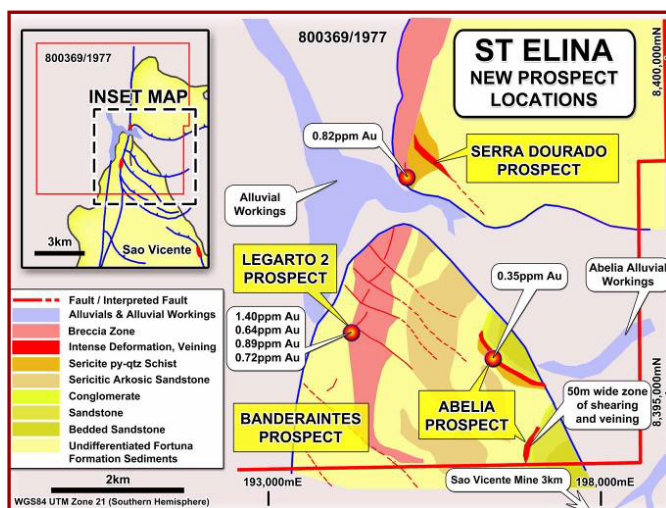 800369/1977
INSET MAP
3km
Sao Vicente
800369/1977
ST ELINA
NEW PROSPECT
LOCATIONS
8,400,000mN
0.82ppm Au
SERRA DOURADO
PROSPECT
Alluvial
Workings
LEGARTO 2
PROSPECT
0.35ppm Au
Abelia Alluvial
Workings
1.40ppm Au
0.64ppm Au
0.89ppm Au
0.72ppm Au
BANDERAINTES
PROSPECT
ABELIA
PROSPECT
50m wide zone
of shearing
and veining
8,395,000mN
Sao Vicente Mine 3km
Fault / Interpreted Fault
Alluvials & Alluvial Workings
Breccia Zone
Intense Deformation, Veining
Sericite py-qtz Schist
Sericitic Arkosic Sandstone
Conglomerate
Sandstone
Bedded Sandstone
Undifferentiated Fortuna
Formation Sediments
2km
WGS84 UTM Zone 21 (Southern Hemisphere)
193,000mE
198,000mE